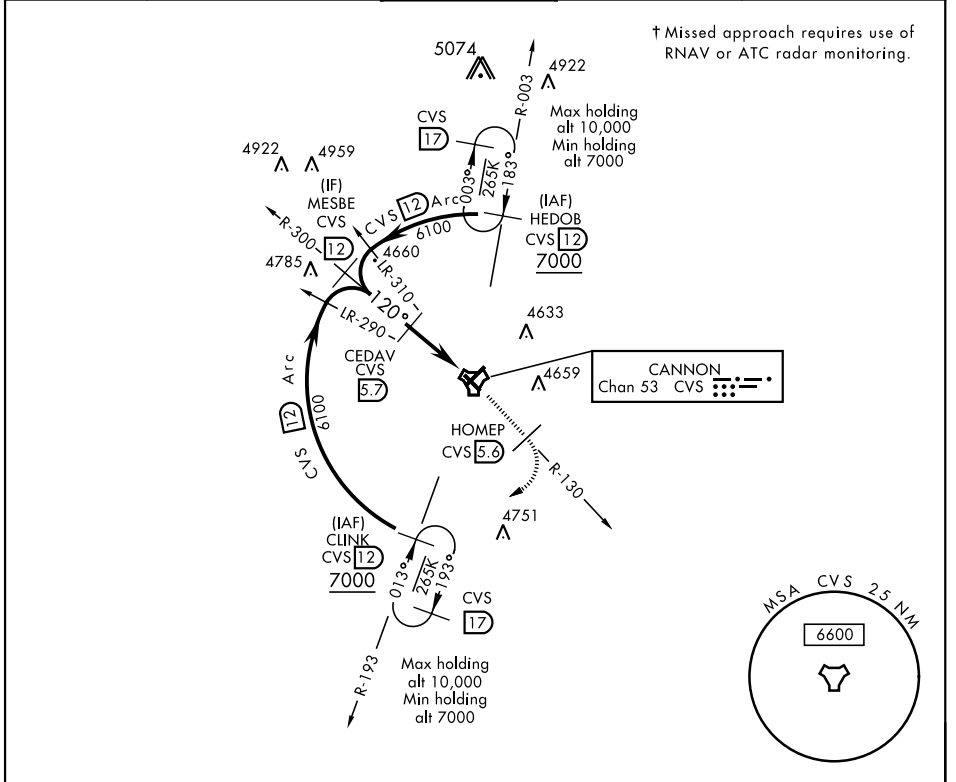 † Missed approach requires use of
RNAV or ATC radar monitoring.
5074
4922
R-003
CVS
17
Max holding
alt 10,000
Min holding
alt 7000
003°
265K
183°
4922
4959
(IF)
MESBE
CVS
12
CVS 12 Arc
6100
(IAF)
HEDOB
CVS 12
7000
R-300
4785
4660
LR-310
120°
LR-290
4633
CEDAV
CVS
5.7
4659
CANNON
Chan 53 CVS
CVS 12 Arc
6100
HOMEP
CVS 5.6
R-130
4751
(IAF)
CLINK
CVS 12
7000
013°
265K
193°
CVS
17
R-193
Max holding
alt 10,000
Min holding
alt 7000
MSA CVS 25 NM
6600